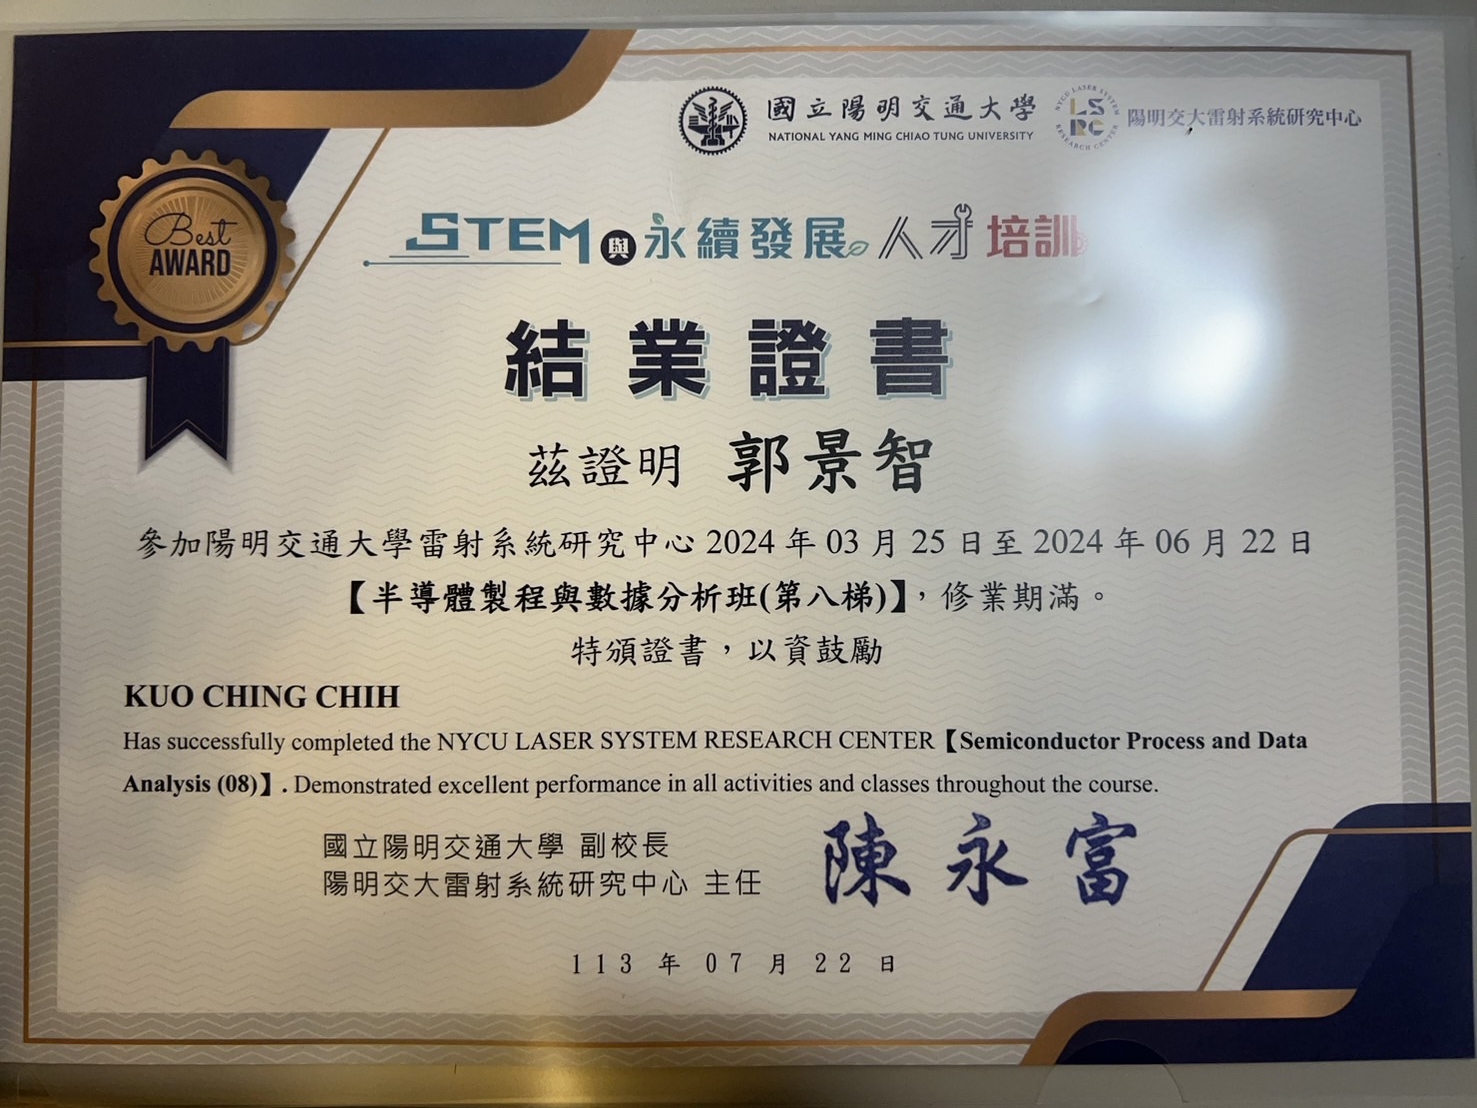 國立陽明交通大學
NATIONAL YANG MING CHIAO TUNG UNIVERSITY
NYCU LASER SYSTEM
LSRC
RESEARCH CENTER
陽明交大雷射系統研究中心
Best
AWARD
STEM與永續發展人才培訓
結業證書
茲證明 郭景智
參加陽明交通大學雷射系統研究中心 2024 年 03 月 25 日至 2024 年 06 月 22 日
【半導體製程與數據分析班(第八梯)】，修業期滿。
特頒證書，以資鼓勵
KUO CHING CHIH
Has successfully completed the NYCU LASER SYSTEM RESEARCH CENTER【Semiconductor Process and Data
Analysis (08)】. Demonstrated excellent performance in all activities and classes throughout the course.
國立陽明交通大學 副校長
陽明交大雷射系統研究中心 主任
陳永富
113 年 07 月 22 日